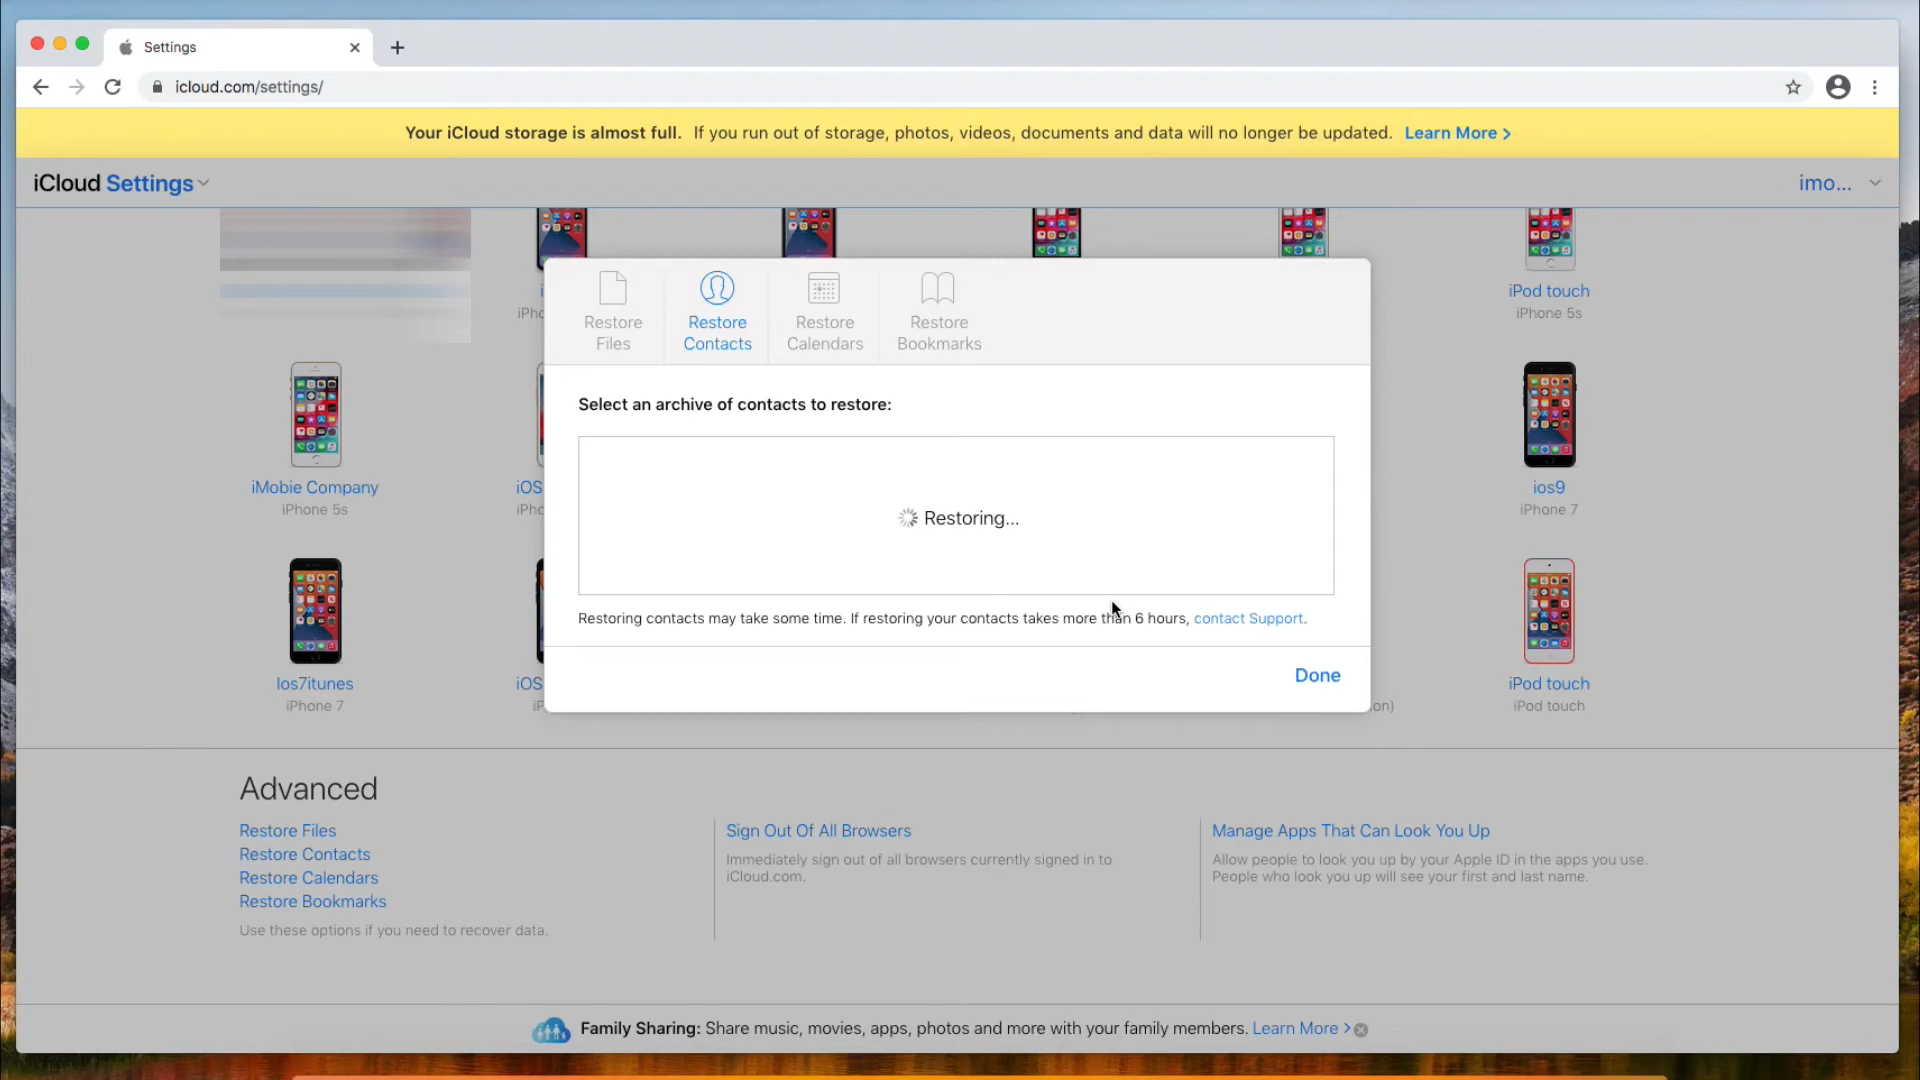 Settings
icloud.com/settings/
Your iCloud storage is almost full. If you run out of storage, photos, videos, documents and data will no longer be updated. Learn More >
iCloud Settings
imo...
iPod touch
iPhone 5s
Restore Files
Restore Contacts
Restore Calendars
Restore Bookmarks
Select an archive of contacts to restore:
Restoring...
Restoring contacts may take some time. If restoring your contacts takes more than 6 hours, contact Support.
Done
iMobie Company
iPhone 5s
iOS
ios9
iPhone 7
Ios7itunes
iPhone 7
iOS
iPod touch
iPod touch
Advanced
Restore Files
Restore Contacts
Restore Calendars
Restore Bookmarks
Use these options if you need to recover data.
Sign Out Of All Browsers
Immediately sign out of all browsers currently signed in to
iCloud.com.
Manage Apps That Can Look You Up
Allow people to look you up by your Apple ID in the apps you use.
People who look you up will see your first and last name.
Family Sharing: Share music, movies, apps, photos and more with your family members. Learn More >